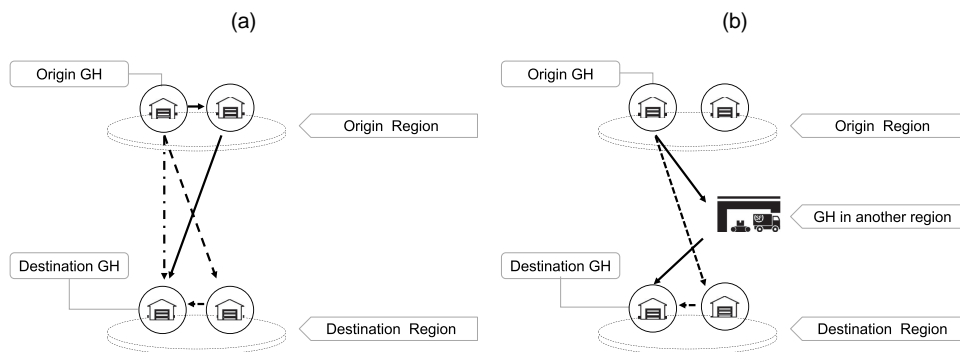 (a)
Origin GH
Origin Region
Destination GH
Destination Region
(b)
Origin GH
Origin Region
SF
GH in another region
Destination GH
Destination Region